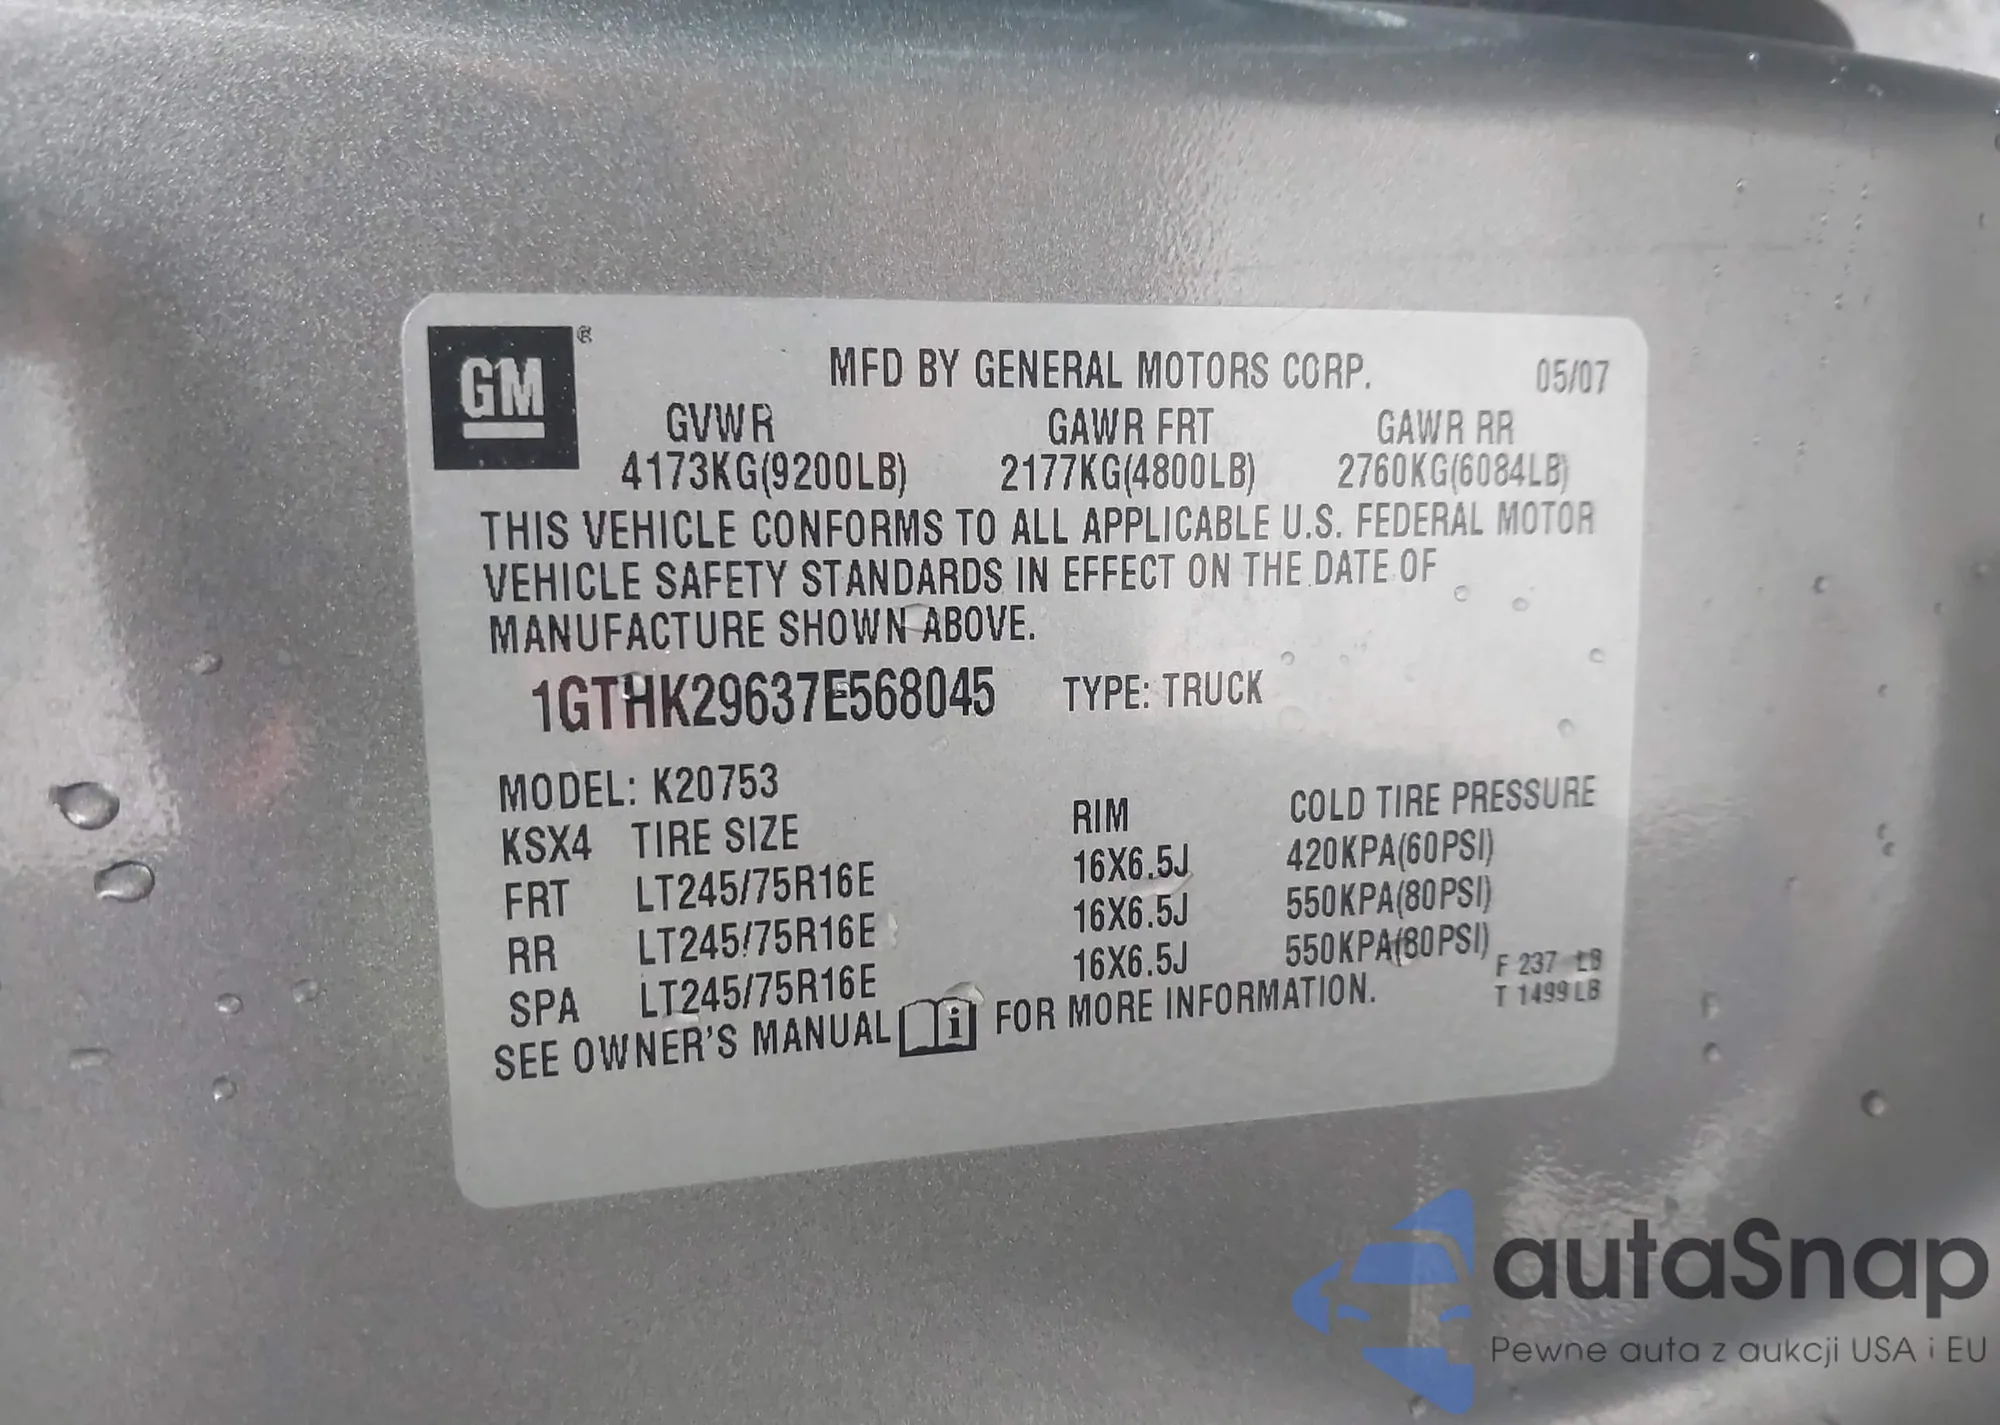 GM ®
MFD BY GENERAL MOTORS CORP. 05/07
GVWR GAWR FRT GAWR RR
4173KG(9200LB) 2177KG(4800LB) 2760KG(6084LB)
THIS VEHICLE CONFORMS TO ALL APPLICABLE U.S. FEDERAL MOTOR
VEHICLE SAFETY STANDARDS IN EFFECT ON THE DATE OF
MANUFACTURE SHOWN ABOVE.
1GTHK29637E568045 TYPE: TRUCK
MODEL: K20753
KSX4 TIRE SIZE RIM COLD TIRE PRESSURE
FRT LT245/75R16E 16X6.5J 420KPA(60PSI)
RR LT245/75R16E 16X6.5J 550KPA(80PSI)
SPA LT245/75R16E 16X6.5J 550KPA(80PSI)
F 237 LB
T 1499LB
SEE OWNER'S MANUAL i FOR MORE INFORMATION.
autaSnap
Pewne auta z aukcji USA i EU